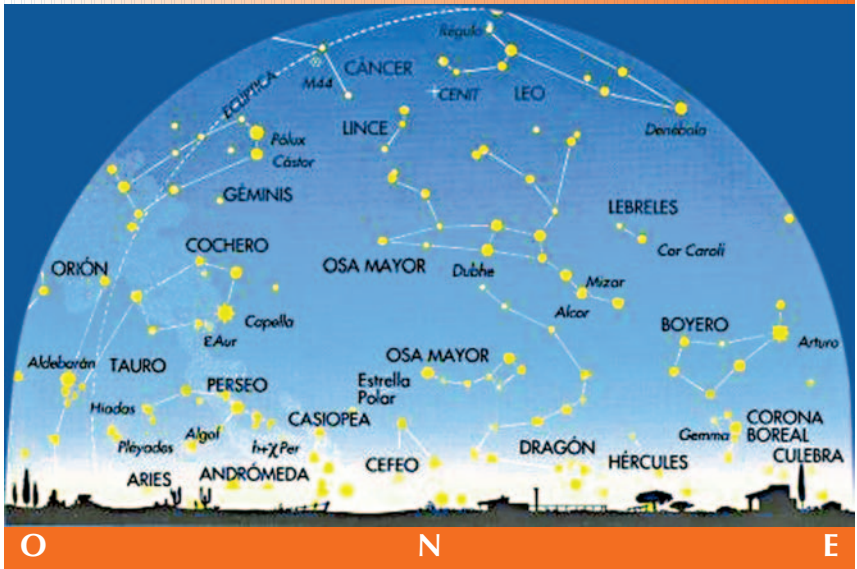 Régulo
CÁNCER
M44
ECLÍPTICA
CENIT
LEO
LINCE
Denébola
Pólux
Cástor
GÉMINIS
LEBRELES
COCHERO
Cor Caroli
ORIÓN
OSA MAYOR
Dubhe
Mizar
Alcor
Capella
εAur
BOYERO
Arturo
Aldebarán
TAURO
OSA MAYOR
Estrella
Polar
PERSEO
Hiadas
CASIOPEA
CORONA
BOREAL
Gemma
Algol
Pléyades
h+χPer
DRAGÓN
CULEBRA
CEFEO
HÉRCULES
ARIES
ANDRÓMEDA
O
N
E